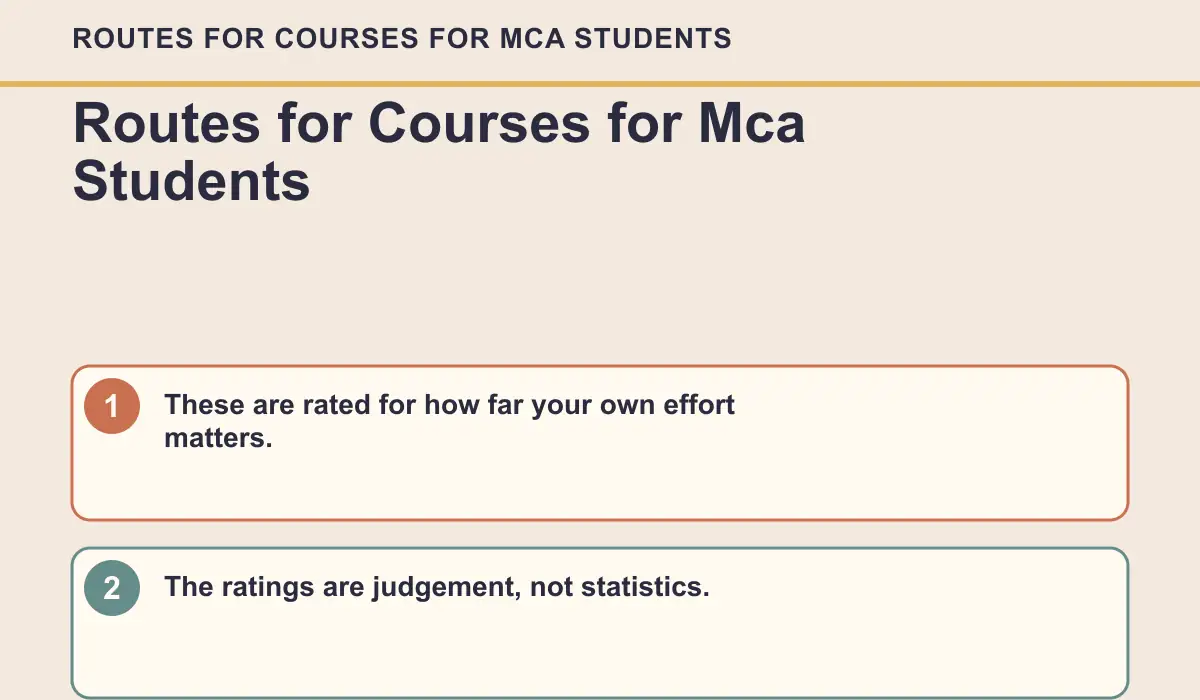 ROUTES FOR COURSES FOR MCA STUDENTS
Routes for Courses for Mca
Students
1
These are rated for how far your own effort
matters.
2
The ratings are judgement, not statistics.